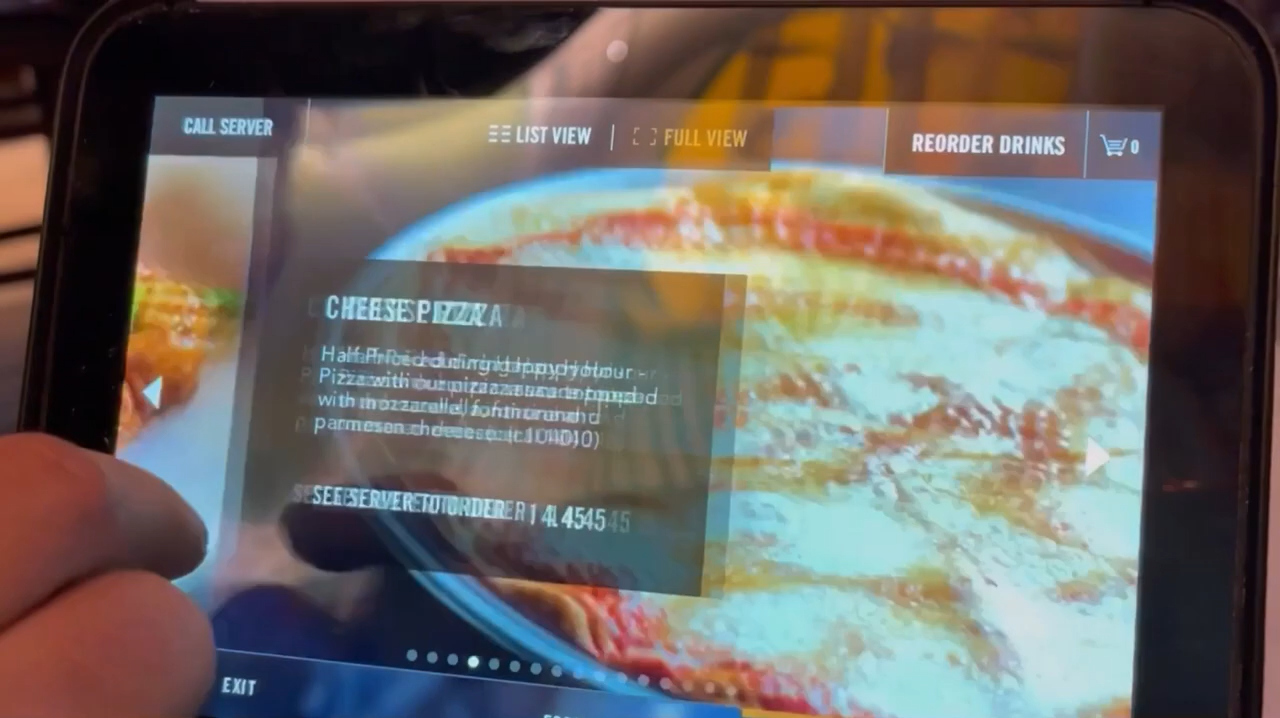 CALL SERVER
LIST VIEW
FULL VIEW
REORDER DRINKS
0
CHEESE PIZZA
Half Priced during Happy Hour -
Pizza with our pizza sauce topped
with mozzarella, fontina and
parmesan cheese.
SEE SERVER TO ORDER |
EXIT